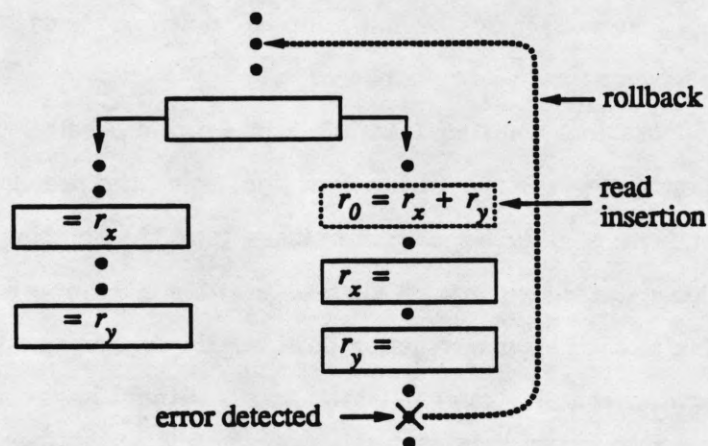 rollback
r_0 = r_x + r_y
read
insertion
= r_x
r_x =
= r_y
r_y =
error detected